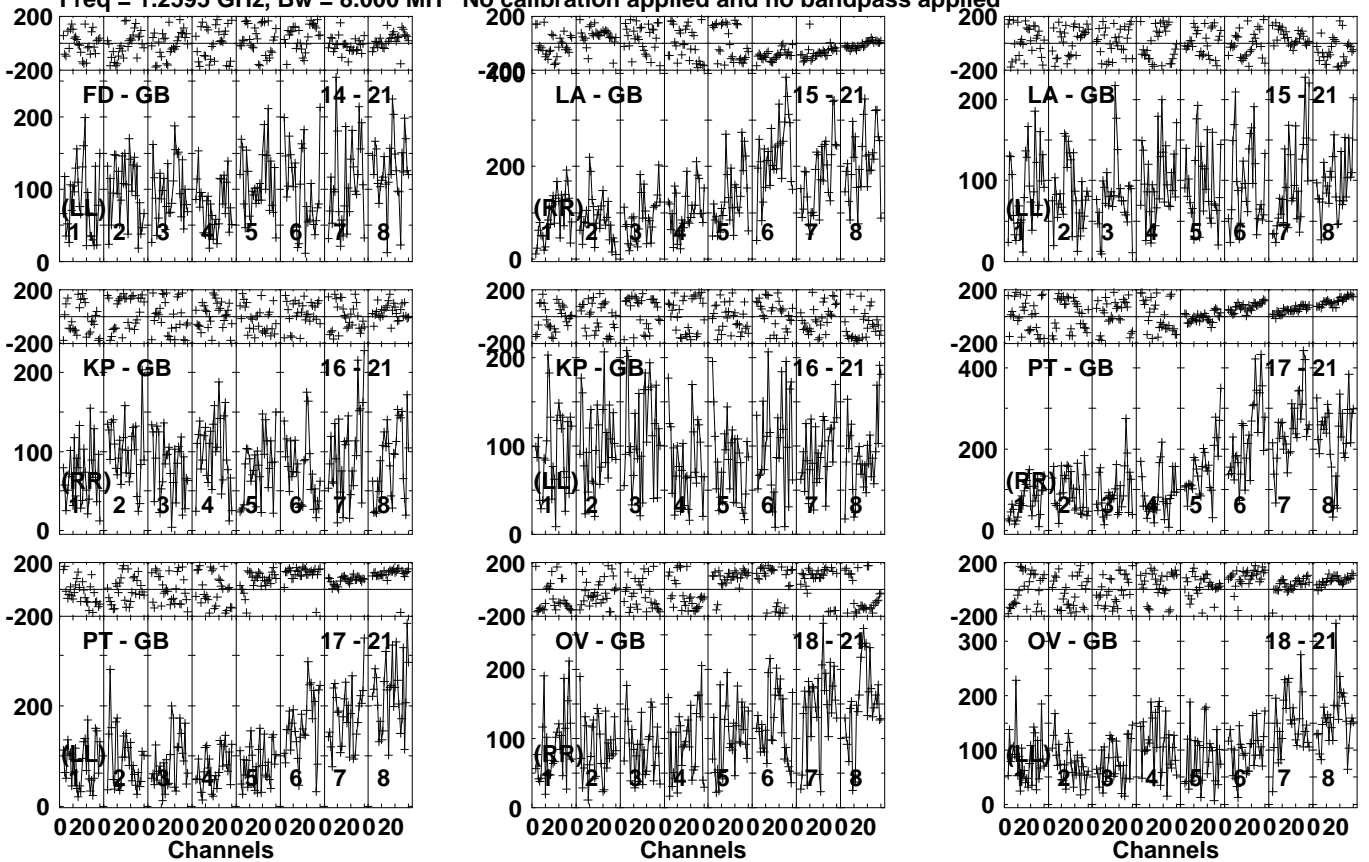 Freq = 1.2595 GHz, Bw = 8.000 MH No calibration applied and no bandpass applied
200 200 200
-200 -200 -200
400
FD - GB 14 - 21 LA - GB 15 - 21 LA - GB 15 - 21
200 200
200
100 100
(LL) (RR) (LL)
1 2 3 4 5 6 7 8 1 2 3 4 5 6 7 8 1 2 3 4 5 6 7 8
0 0 0
200 200 200
-200 -200 -200
KP - GB 16 - 21 KP - GB 16 - 21 PT - GB 17 - 21
200 200 400
100 100 200
(RR) (LL) (RR)
1 2 3 4 5 6 7 8 1 2 3 4 5 6 7 8 1 2 3 4 5 6 7 8
0 0 0
200 200 200
-200 -200 -200
PT - GB 17 - 21 OV - GB 18 - 21 OV - GB 18 - 21
200 300
200 200
100 100
(LL) (RR) (LL)
1 2 3 4 5 6 7 8 1 2 3 4 5 6 7 8 1 2 3 4 5 6 7 8
0 0 0
0 20 0 20 0 20 0 20 0 20 0 20 0 20 0 20 0 20 0 20 0 20 0 20 0 20 0 20 0 20 0 20 0 20 0 20 0 20 0 20 0 20 0 20 0 20 0 20
Channels Channels Channels